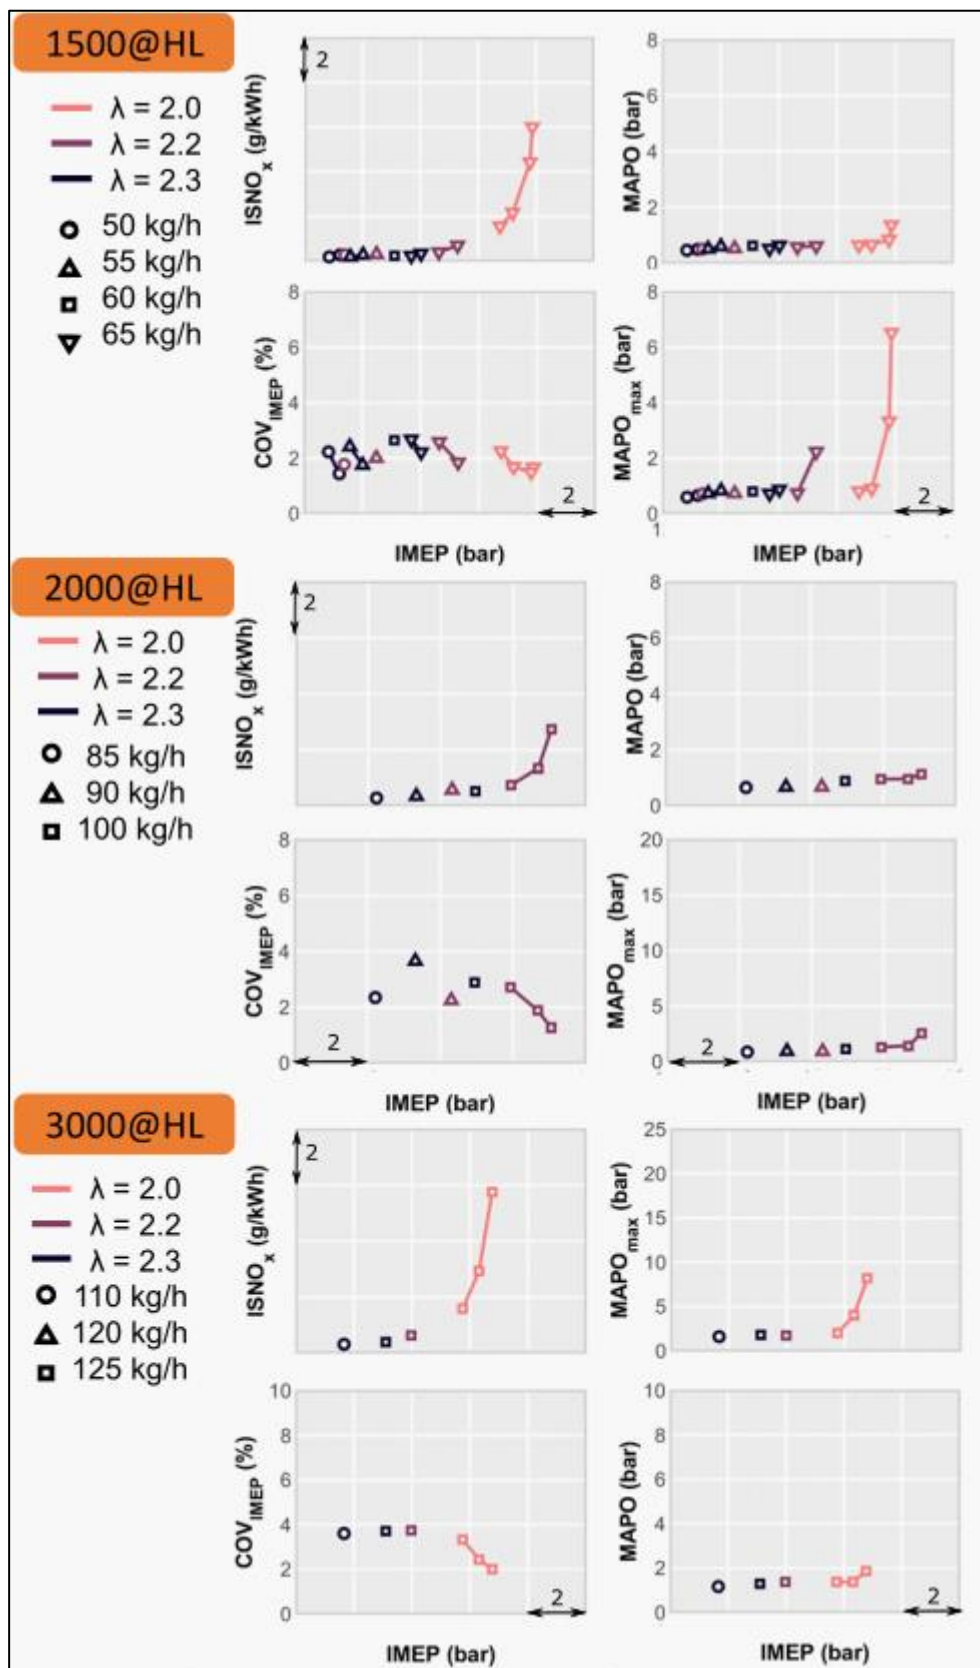 1500@HL
λ = 2.0
λ = 2.2
λ = 2.3
50 kg/h
55 kg/h
60 kg/h
65 kg/h
ISNOx (g/kWh)
2
MAPO (bar)
8
6
4
2
0
COVIMEP (%)
8
6
4
2
0
2
IMEP (bar)
MAPOmax (bar)
8
6
4
2
0
1
2
IMEP (bar)
2000@HL
λ = 2.0
λ = 2.2
λ = 2.3
85 kg/h
90 kg/h
100 kg/h
ISNOx (g/kWh)
2
MAPO (bar)
8
6
4
2
0
COVIMEP (%)
8
6
4
2
0
2
IMEP (bar)
MAPOmax (bar)
20
15
10
5
0
2
IMEP (bar)
3000@HL
λ = 2.0
λ = 2.2
λ = 2.3
110 kg/h
120 kg/h
125 kg/h
ISNOx (g/kWh)
2
MAPOmax (bar)
25
20
15
10
5
0
COVIMEP (%)
10
8
6
4
2
0
2
IMEP (bar)
MAPO (bar)
10
8
6
4
2
0
2
IMEP (bar)